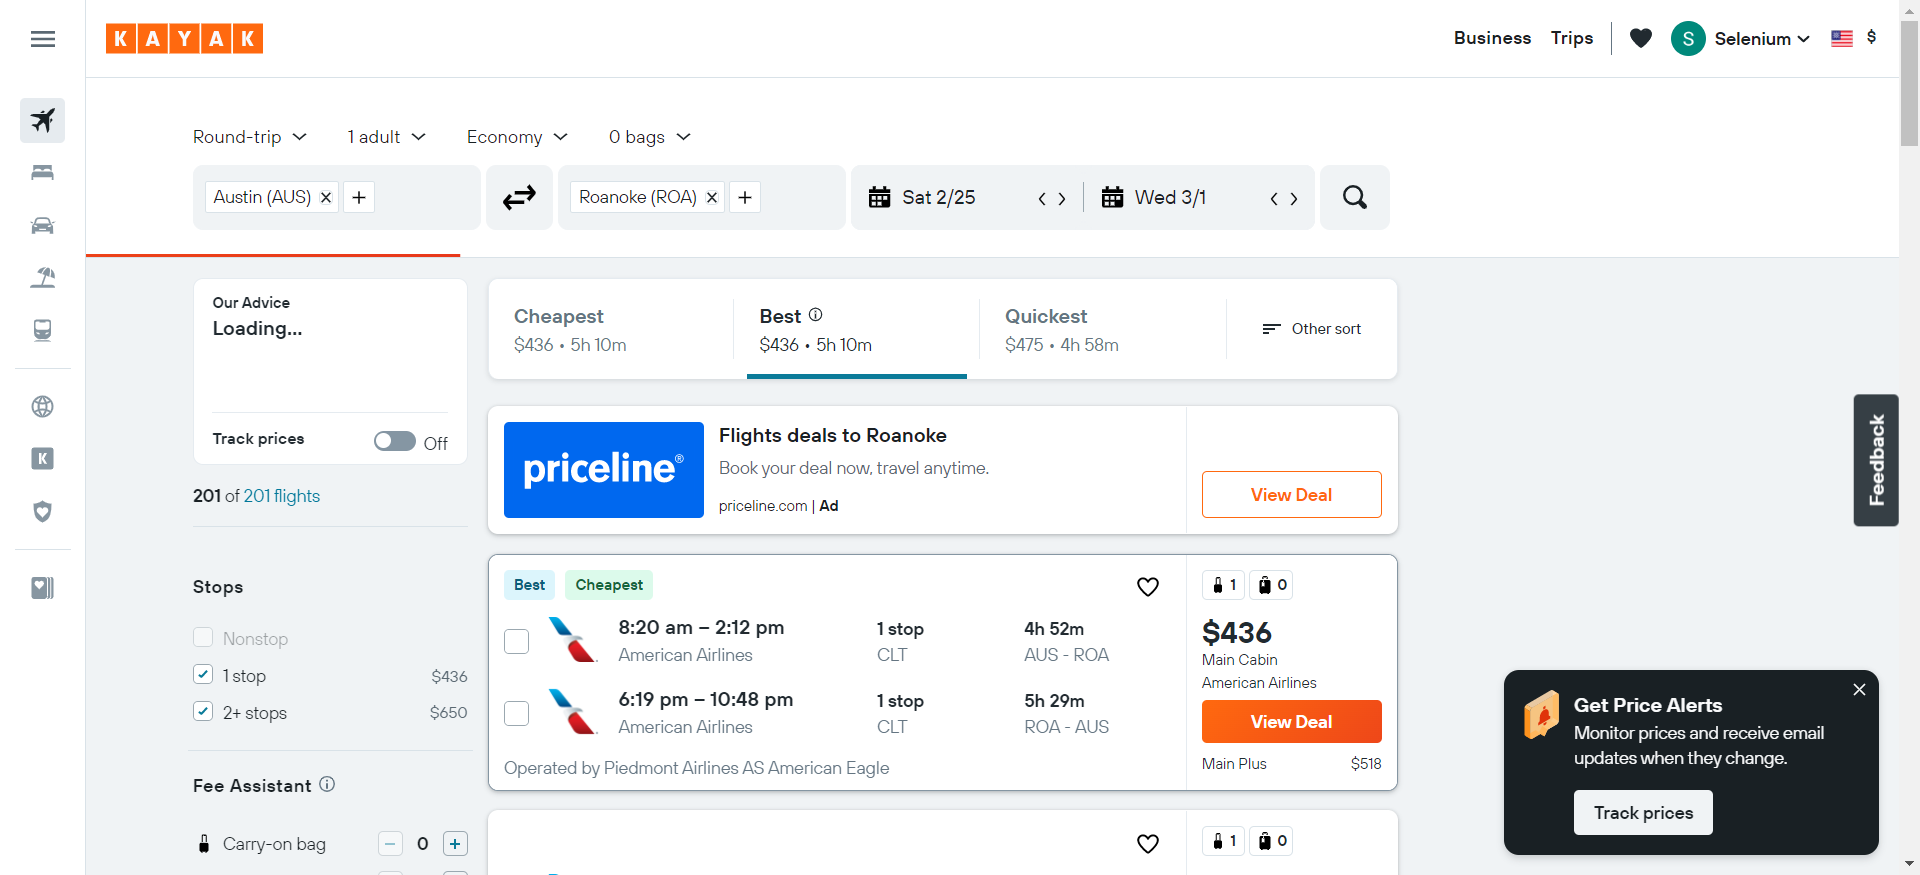 KAYAK
Business
Trips
S
Selenium
$
Round-trip
1 adult
Economy
0 bags
Austin (AUS)
Roanoke (ROA)
Sat 2/25
Wed 3/1
Our Advice
Loading...
Track prices
Off
201 of 201 flights
Stops
Nonstop
1 stop $436
2+ stops $650
Fee Assistant
Carry-on bag
0
Cheapest
$436 • 5h 10m
Best
$436 • 5h 10m
Quickest
$475 • 4h 58m
Other sort
priceline®
Flights deals to Roanoke
Book your deal now, travel anytime.
priceline.com | Ad
View Deal
Best
Cheapest
8:20 am – 2:12 pm
American Airlines
1 stop
CLT
4h 52m
AUS - ROA
6:19 pm – 10:48 pm
American Airlines
1 stop
CLT
5h 29m
ROA - AUS
Operated by Piedmont Airlines AS American Eagle
1
0
$436
Main Cabin
American Airlines
View Deal
Main Plus $518
1
0
Feedback
K
Get Price Alerts
Monitor prices and receive email
updates when they change.
Track prices